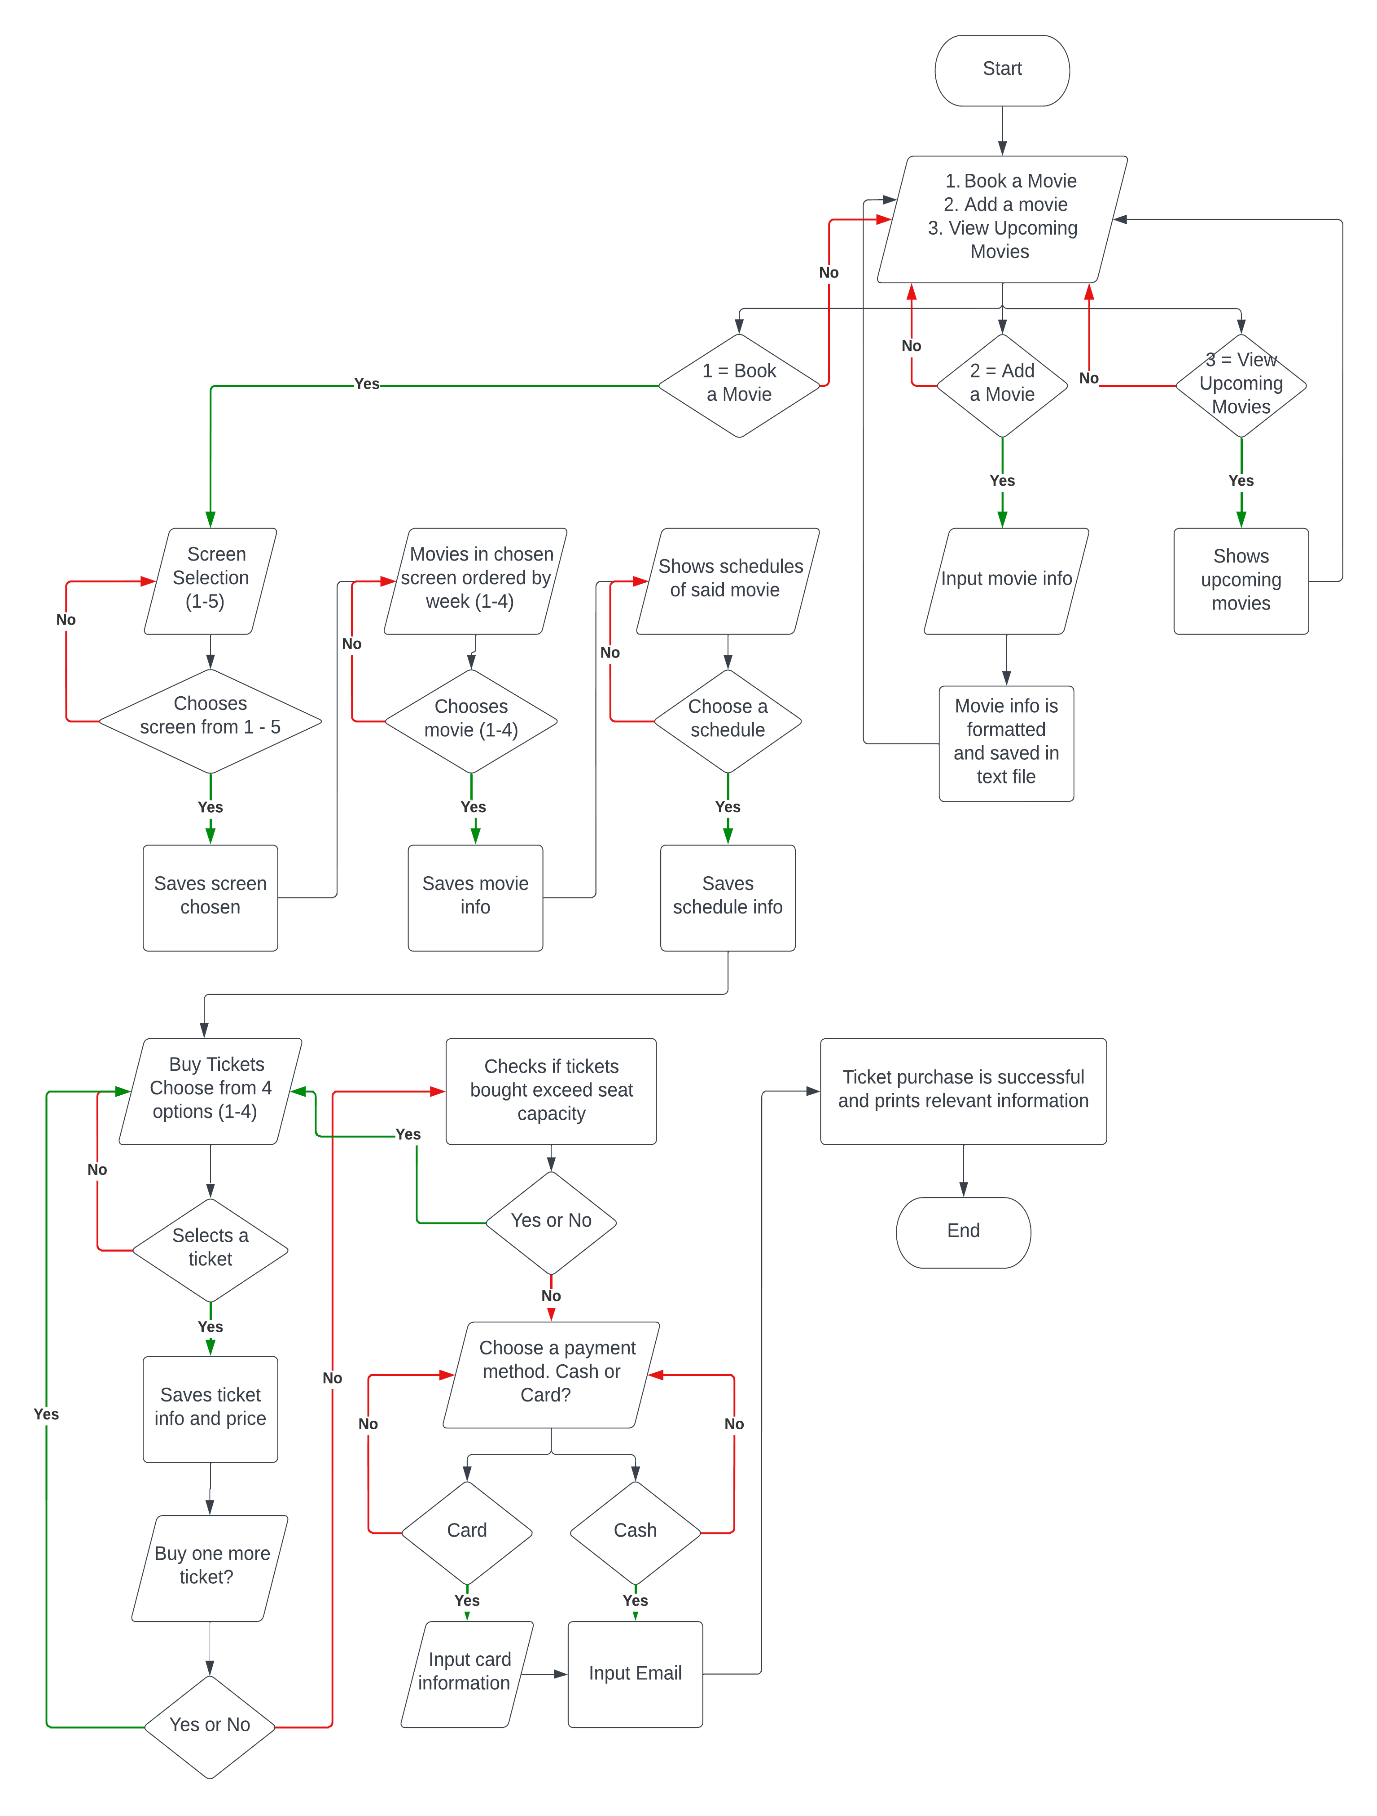 Start
1. Book a Movie
2. Add a movie
3. View Upcoming
Movies
No
No
No
1 = Book
a Movie
2 = Add
a Movie
3 = View
Upcoming
Movies
Yes
Yes
Yes
Screen
Selection
(1-5)
Movies in chosen
screen ordered by
week (1-4)
Shows schedules
of said movie
Input movie info
Shows
upcoming
movies
No
No
No
Chooses
screen from 1 - 5
Chooses
movie (1-4)
Choose a
schedule
Movie info is
formatted
and saved in
text file
Yes
Yes
Yes
Saves screen
chosen
Saves movie
info
Saves
schedule info
Buy Tickets
Choose from 4
options (1-4)
Checks if tickets
bought exceed seat
capacity
Ticket purchase is successful
and prints relevant information
Yes
No
Selects a
ticket
Yes or No
End
No
Yes
Choose a payment
method. Cash or
Card?
No
Saves ticket
info and price
Yes
No
No
Card
Cash
Buy one more
ticket?
Yes
Yes
Input card
information
Input Email
Yes or No